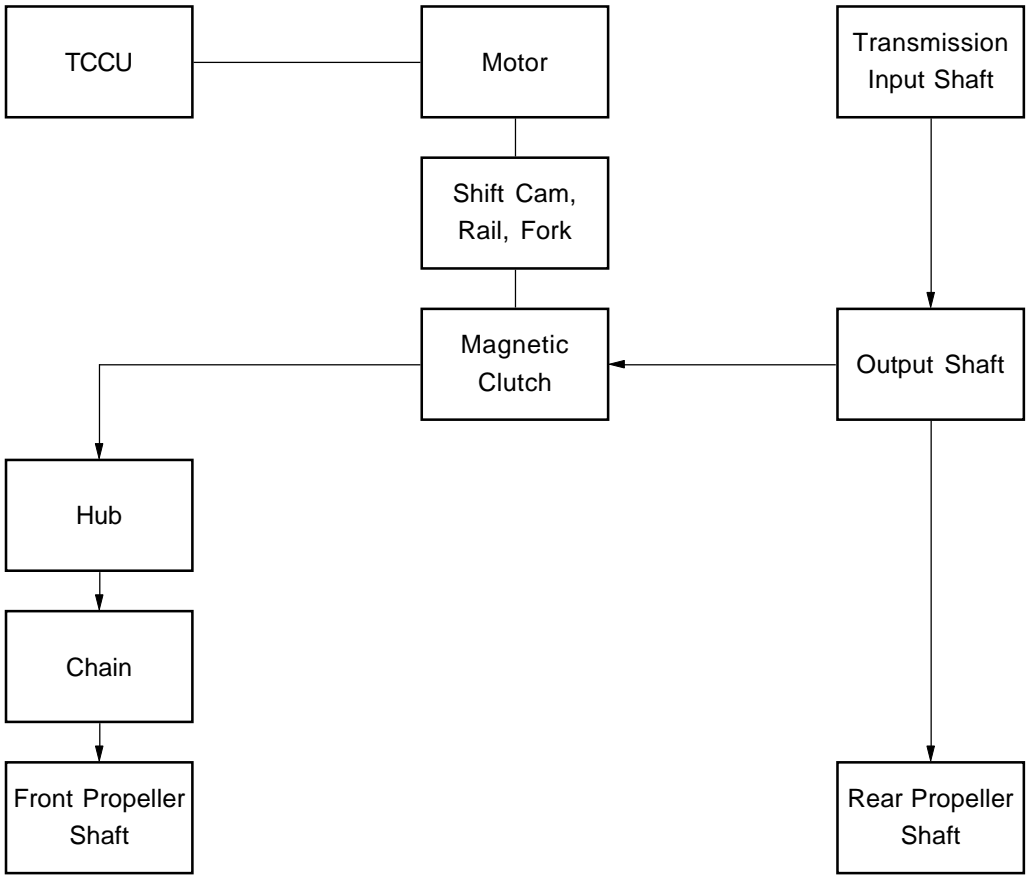 TCCU
Motor
Transmission
Input Shaft
Shift Cam,
Rail, Fork
Magnetic
Clutch
Output Shaft
Hub
Chain
Front Propeller
Shaft
Rear Propeller
Shaft